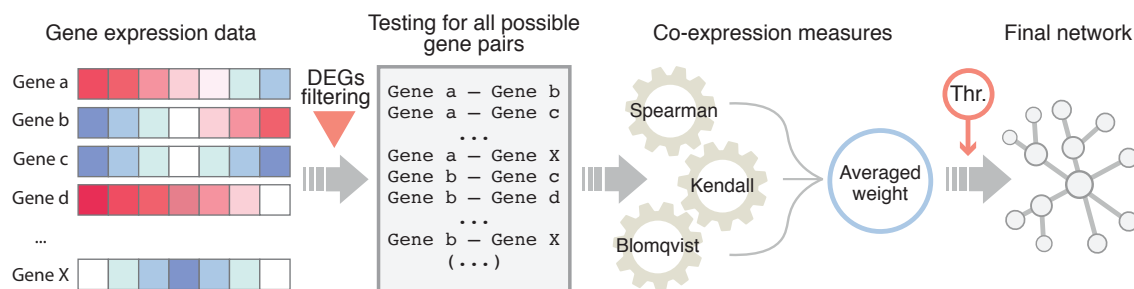 Gene expression data
Gene a
Gene b
Gene c
Gene d
...
Gene X
DEGs
filtering
Testing for all possible
gene pairs
Gene a — Gene b
Gene a — Gene c
...
Gene a — Gene X
Gene b — Gene c
Gene b — Gene d
...
Gene b — Gene X
(...)
Co-expression measures
Spearman
Kendall
Blomqvist
Averaged
weight
Thr.
Final network